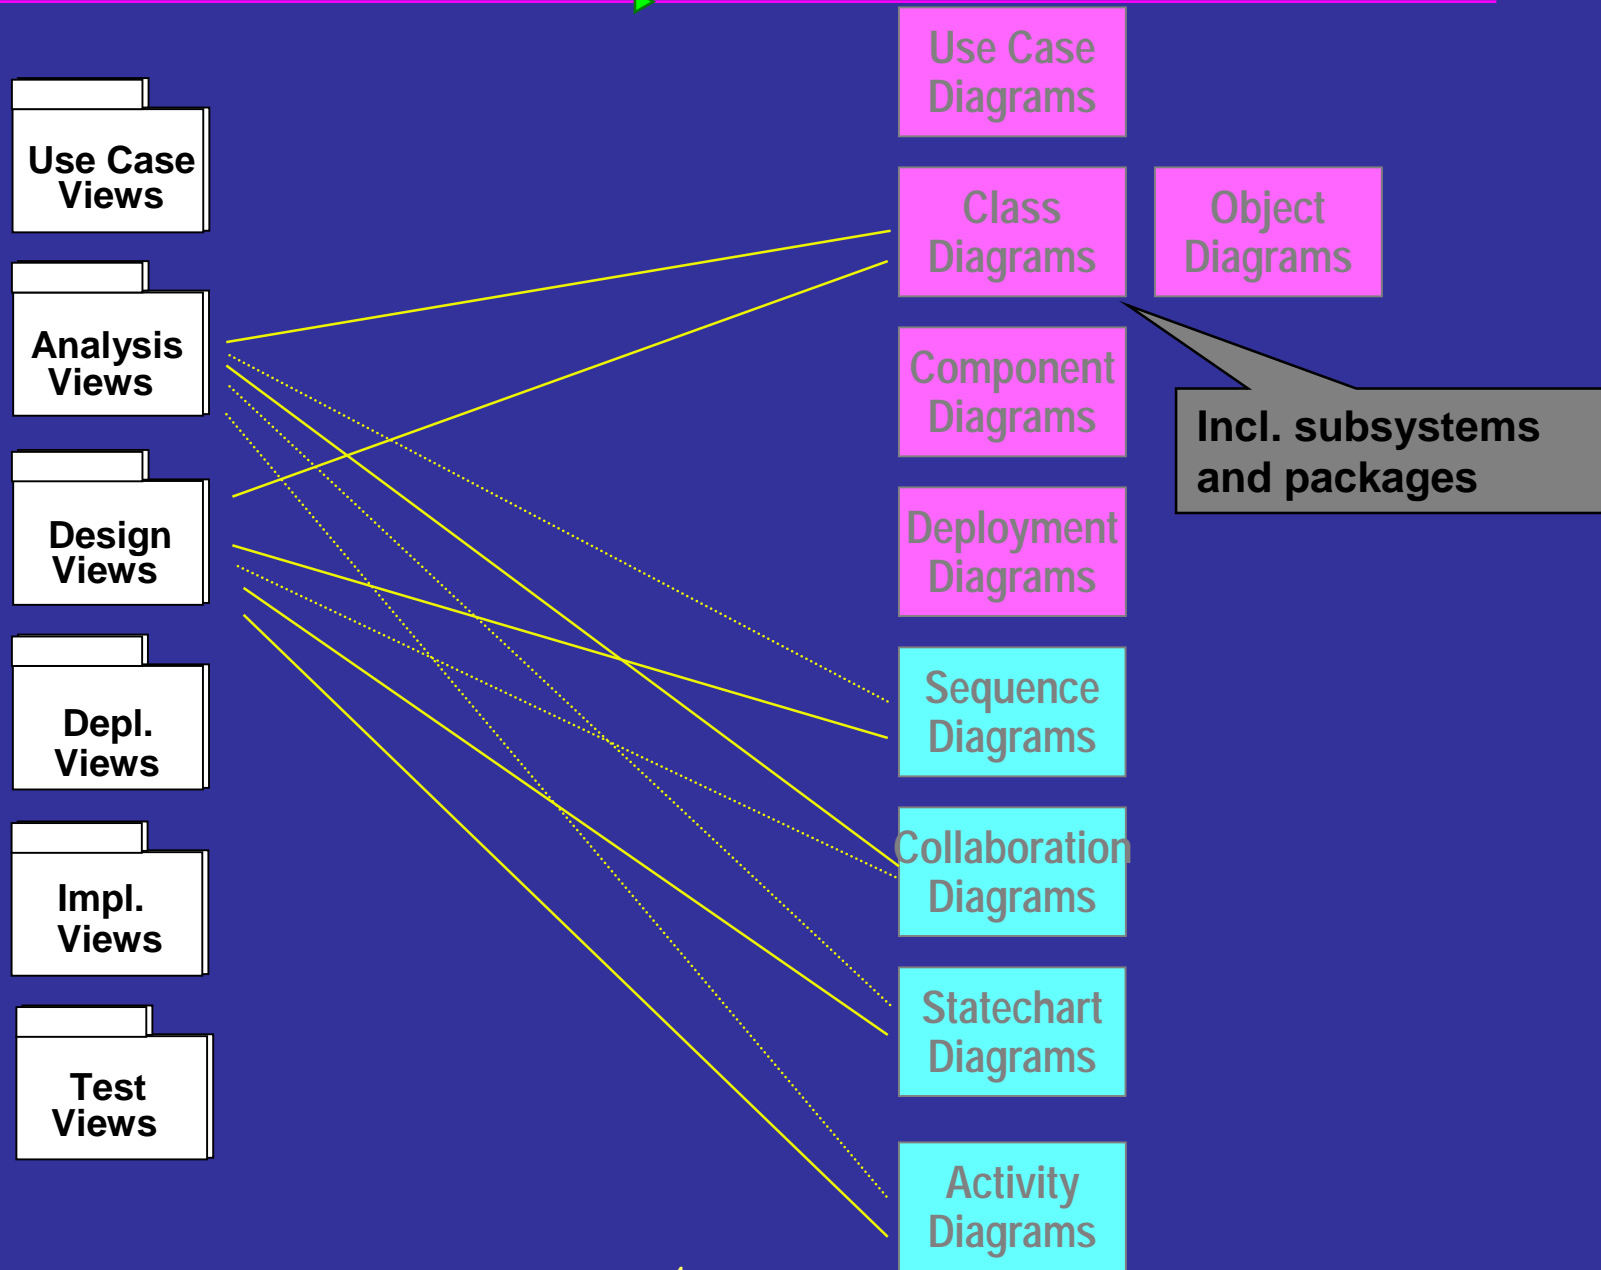 Use Case
Views
Analysis
Views
Design
Views
Depl.
Views
Impl.
Views
Test
Views
Use Case
Diagrams
Class
Diagrams
Object
Diagrams
Component
Diagrams
Incl. subsystems
and packages
Deployment
Diagrams
Sequence
Diagrams
Collaboration
Diagrams
Statechart
Diagrams
Activity
Diagrams